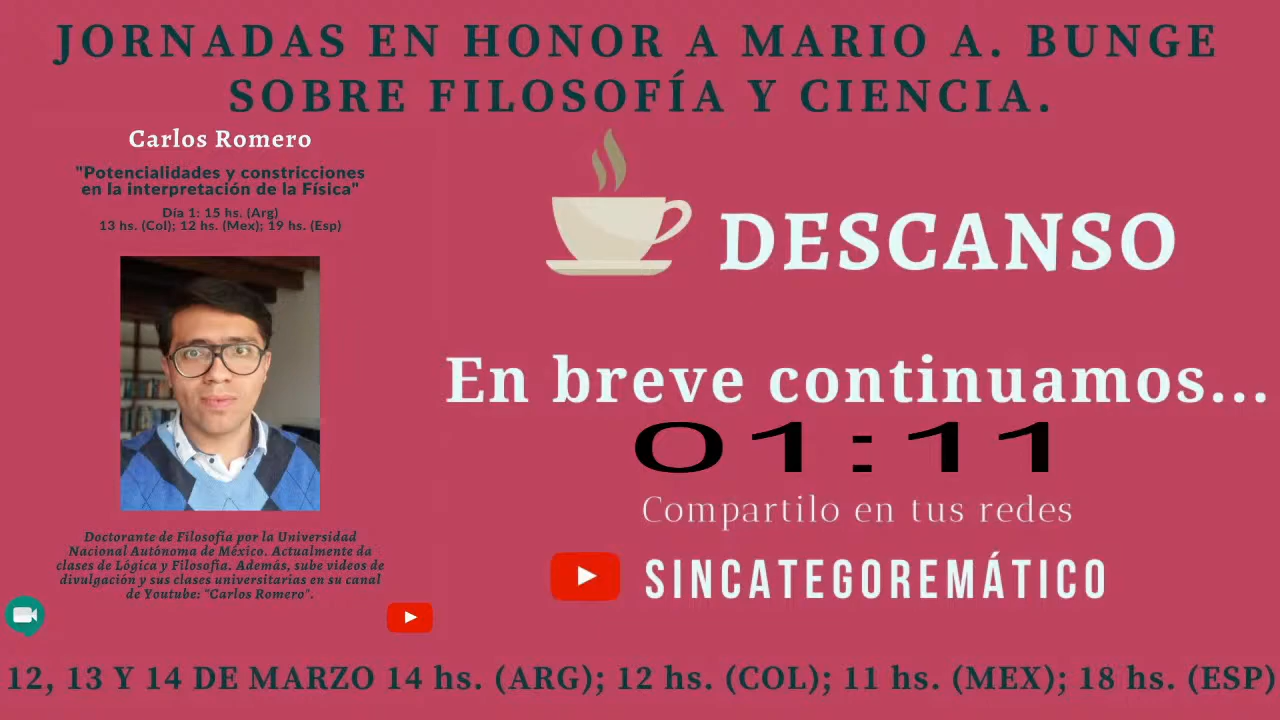 JORNADAS EN HONOR A MARIO A. BUNGE
SOBRE FILOSOFÍA Y CIENCIA.
Carlos Romero
"Potencialidades y constricciones
en la interpretación de la Física"
Día 1: 15 hs. (Arg)
13 hs. (Col); 12 hs. (Mex); 19 hs. (Esp)
Doctorante de Filosofía por la Universidad
Nacional Autónoma de México. Actualmente da
clases de Lógica y Filosofía. Además, sube videos de
divulgación y sus clases universitarias en su canal
de Youtube: "Carlos Romero".
DESCANSO
En breve continuamos...
01:11
Compartilo en tus redes
SINCATEGOREMÁTICO
12, 13 Y 14 DE MARZO 14 hs. (ARG); 12 hs. (COL); 11 hs. (MEX); 18 hs. (ESP)